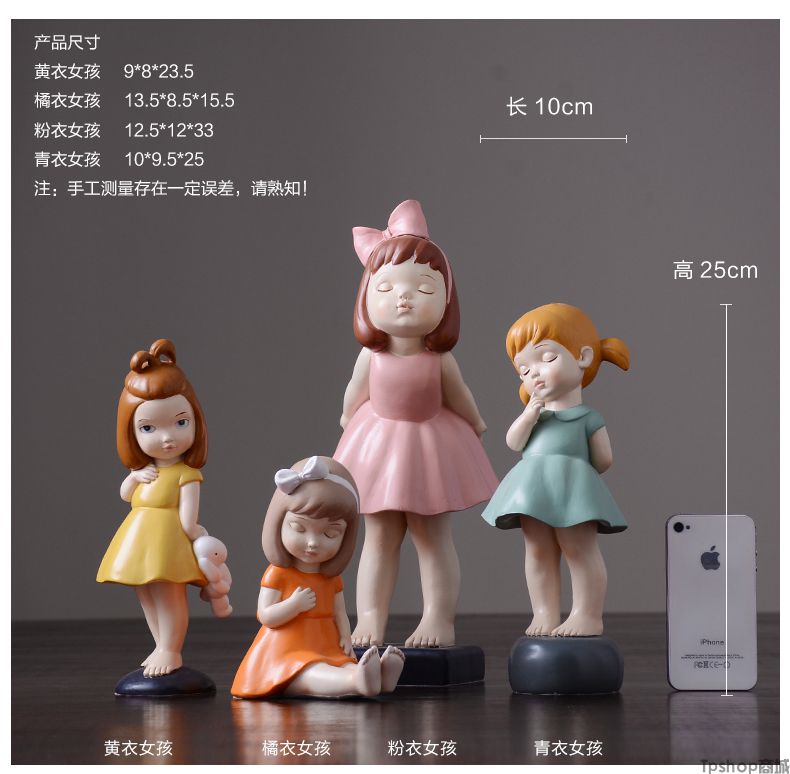 产品尺寸
黄衣女孩 9*8*23.5
橘衣女孩 13.5*8.5*15.5
粉衣女孩 12.5*12*33
青衣女孩 10*9.5*25
注：手工测量存在一定误差，请熟知！
长 10cm
高 25cm
iPhone
黄衣女孩 橘衣女孩 粉衣女孩 青衣女孩
Tpshop商城